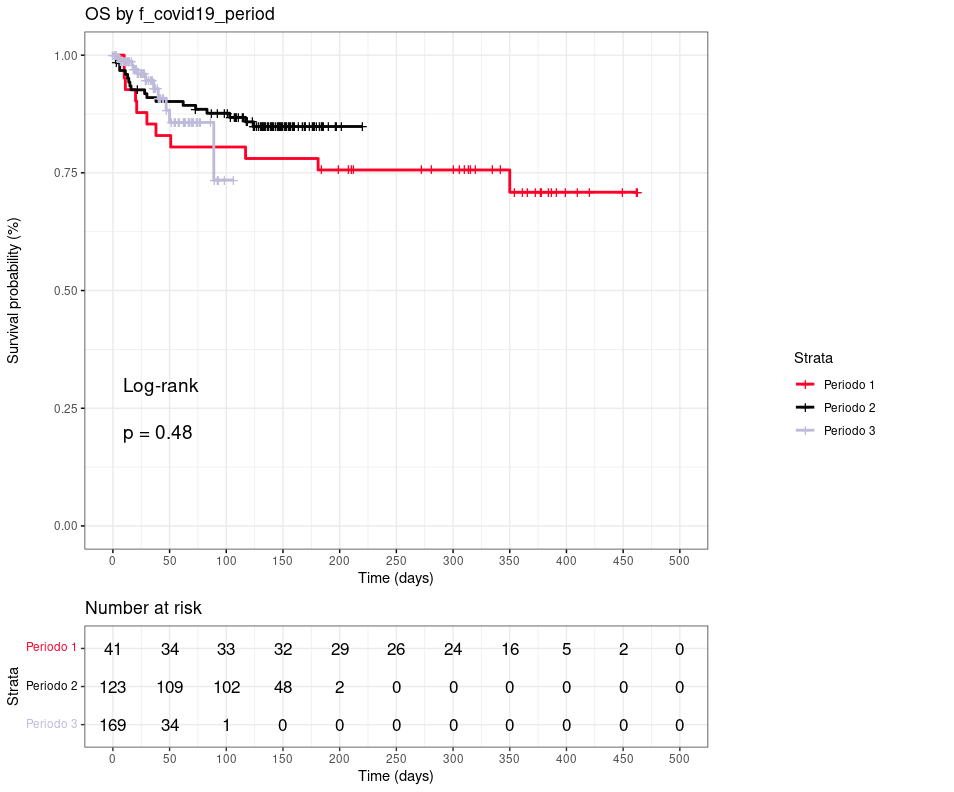 OS by f_covid19_period
Survival probability (%)
1.00
0.75
0.50
0.25
0.00
Log-rank
p = 0.48
0 50 100 150 200 250 300 350 400 450 500
Time (days)
Strata
Periodo 1
Periodo 2
Periodo 3
Number at risk
Strata
Periodo 1 41 34 33 32 29 26 24 16 5 2 0
Periodo 2 123 109 102 48 2 0 0 0 0 0 0
Periodo 3 169 34 1 0 0 0 0 0 0 0 0
0 50 100 150 200 250 300 350 400 450 500
Time (days)